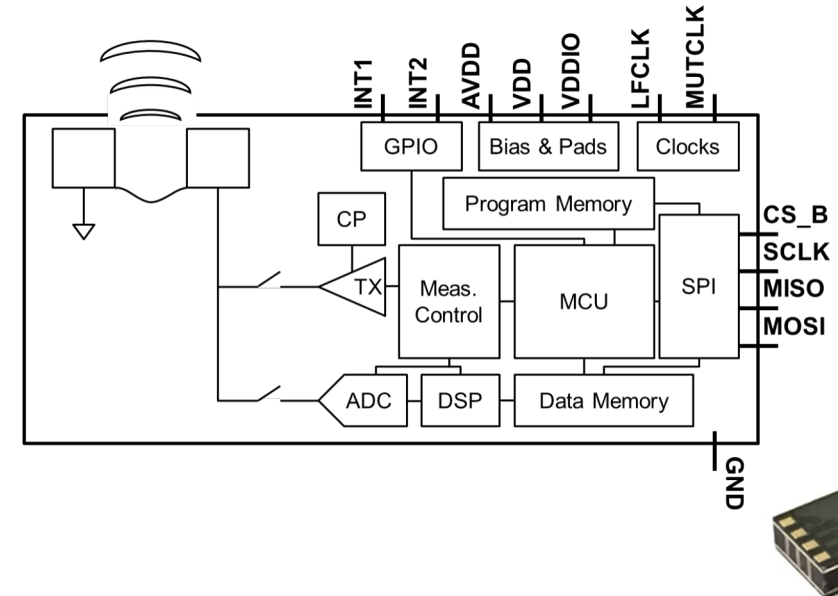 INT1
INT2
AVDD
VDD
VDDIO
LFCLK
MUTCLK
GPIO
Bias & Pads
Clocks
Program Memory
CS_B
CP
SCLK
TX
Meas.
Control
MCU
SPI
MISO
MOSI
ADC
DSP
Data Memory
GND